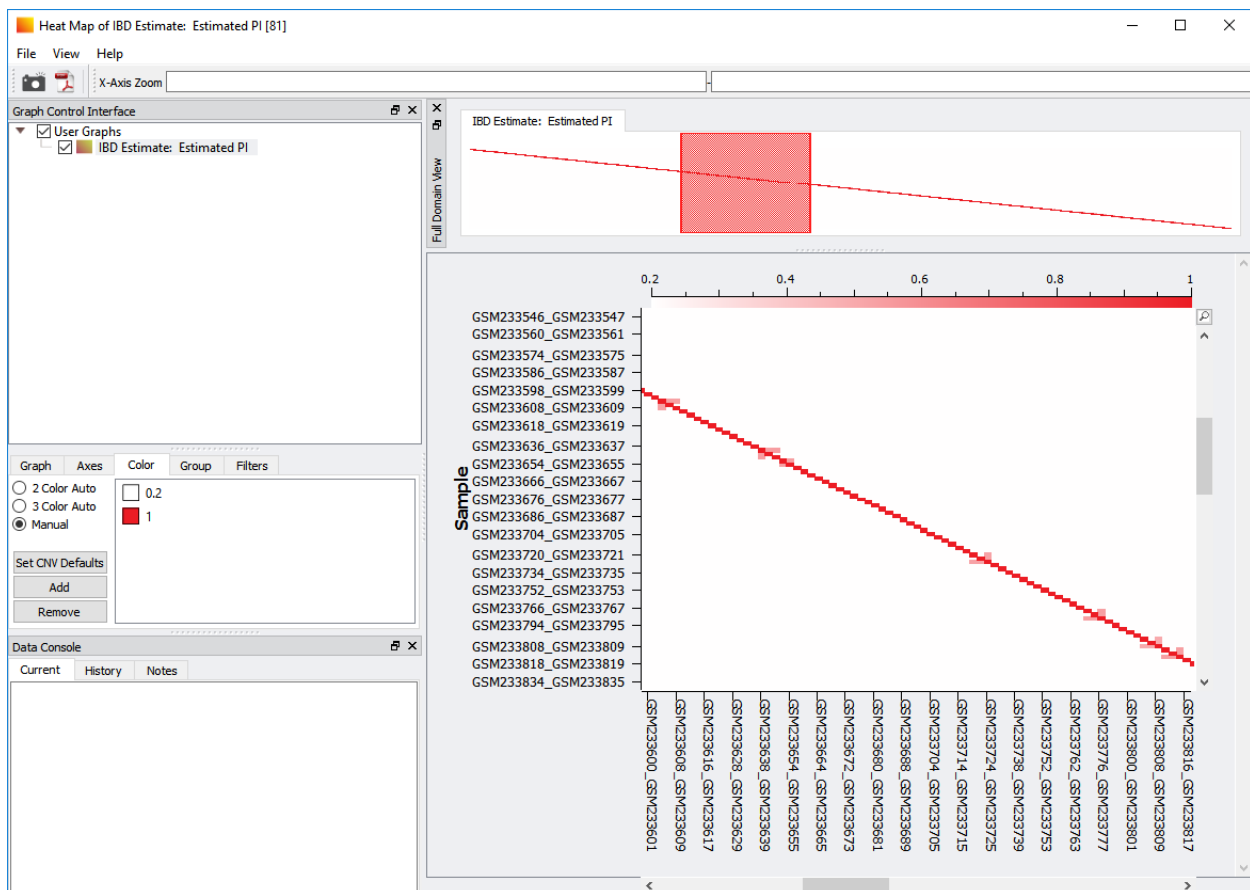 Heat Map of IBD Estimate:  Estimated PI [81]
File View Help
X-Axis Zoom -
Graph Control Interface
User Graphs
IBD Estimate:  Estimated PI
Graph Axes Color Group Filters
2 Color Auto
3 Color Auto
Manual
0.2
1
Set CNV Defaults
Add
Remove
Data Console
Current History Notes
Full Domain View
IBD Estimate:  Estimated PI
0.2 0.4 0.6 0.8 1
Sample
GSM233546_GSM233547
GSM233560_GSM233561
GSM233574_GSM233575
GSM233586_GSM233587
GSM233598_GSM233599
GSM233608_GSM233609
GSM233618_GSM233619
GSM233636_GSM233637
GSM233654_GSM233655
GSM233666_GSM233667
GSM233676_GSM233677
GSM233686_GSM233687
GSM233704_GSM233705
GSM233720_GSM233721
GSM233734_GSM233735
GSM233752_GSM233753
GSM233766_GSM233767
GSM233794_GSM233795
GSM233808_GSM233809
GSM233818_GSM233819
GSM233834_GSM233835
GSM233600_GSM233601
GSM233608_GSM233609
GSM233616_GSM233617
GSM233628_GSM233629
GSM233638_GSM233639
GSM233654_GSM233655
GSM233664_GSM233665
GSM233672_GSM233673
GSM233680_GSM233681
GSM233688_GSM233689
GSM233704_GSM233705
GSM233714_GSM233715
GSM233724_GSM233725
GSM233738_GSM233739
GSM233752_GSM233753
GSM233762_GSM233763
GSM233776_GSM233777
GSM233800_GSM233801
GSM233808_GSM233809
GSM233816_GSM233817